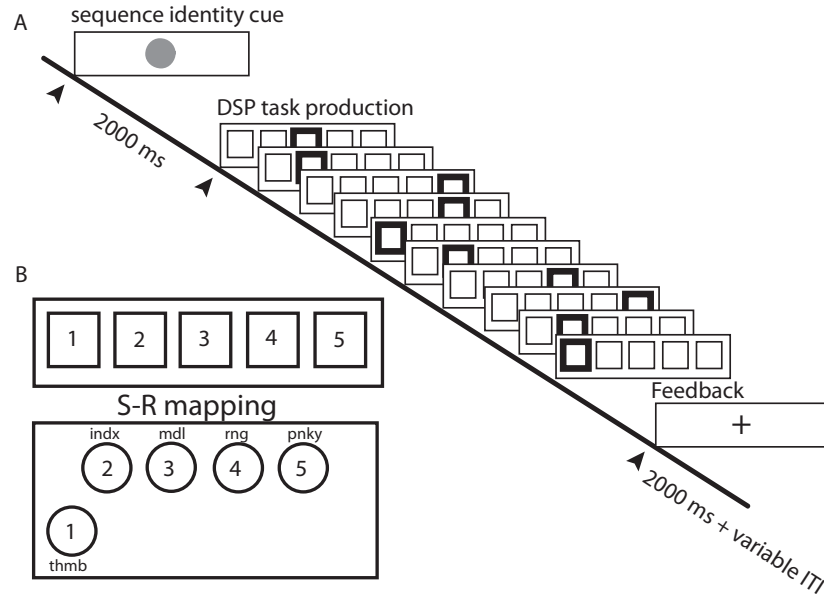 A
sequence identity cue
2000 ms
DSP task production
B
1 2 3 4 5
S-R mapping
indx mdl rng pnky
2 3 4 5
1
thmb
Feedback
+
2000 ms + variable ITI